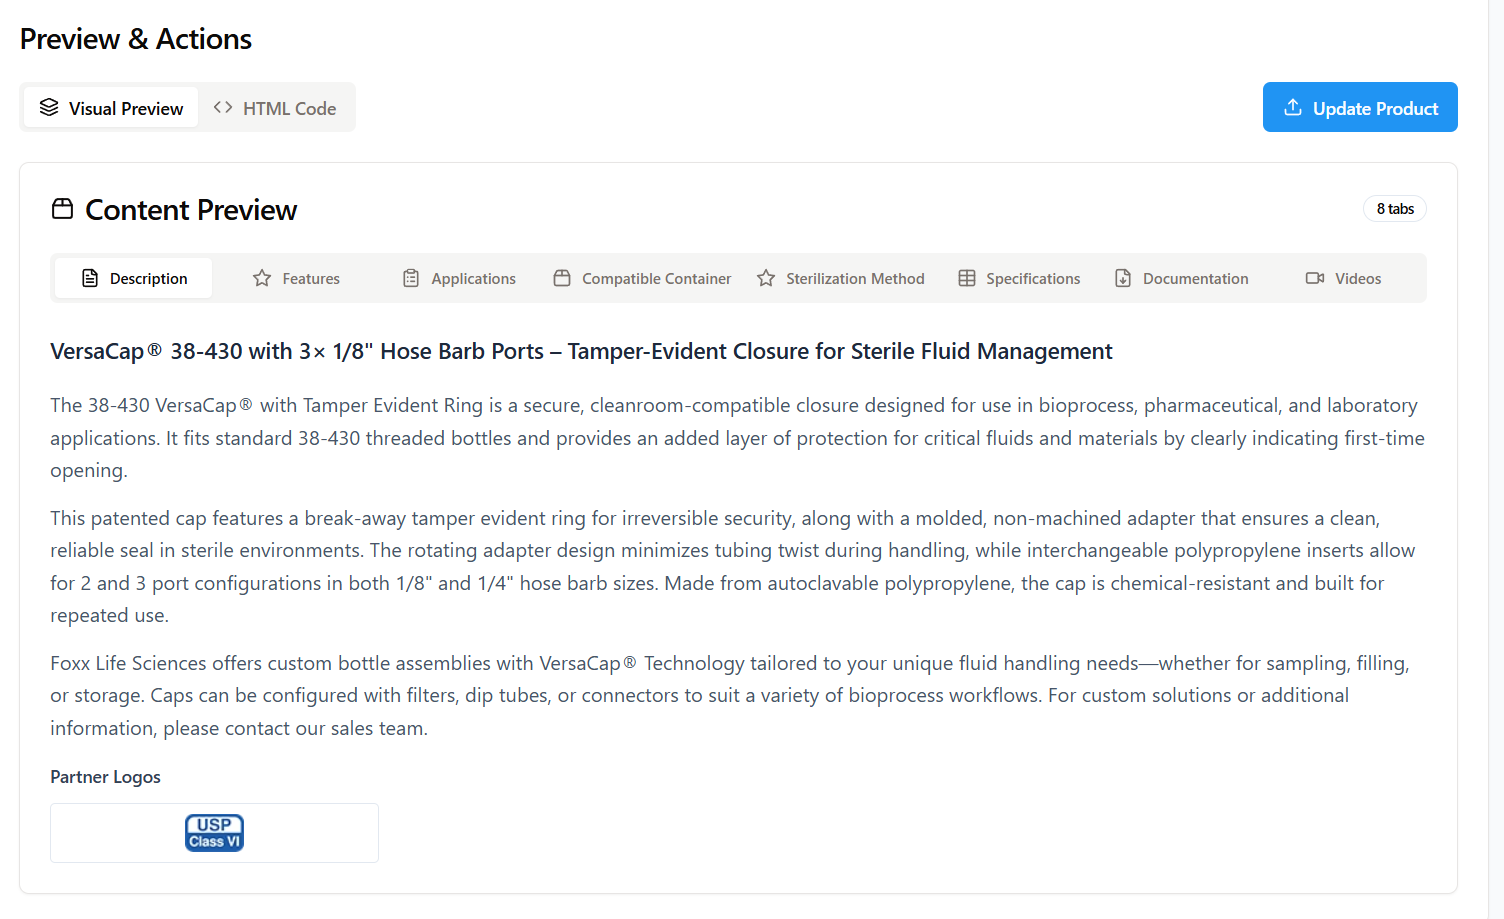 Preview & Actions
Visual Preview
HTML Code
Update Product
Content Preview
8 tabs
Description
Features
Applications
Compatible Container
Sterilization Method
Specifications
Documentation
Videos
VersaCap® 38-430 with 3× 1/8" Hose Barb Ports – Tamper-Evident Closure for Sterile Fluid Management
The 38-430 VersaCap® with Tamper Evident Ring is a secure, cleanroom-compatible closure designed for use in bioprocess, pharmaceutical, and laboratory
applications. It fits standard 38-430 threaded bottles and provides an added layer of protection for critical fluids and materials by clearly indicating first-time
opening.
This patented cap features a break-away tamper evident ring for irreversible security, along with a molded, non-machined adapter that ensures a clean,
reliable seal in sterile environments. The rotating adapter design minimizes tubing twist during handling, while interchangeable polypropylene inserts allow
for 2 and 3 port configurations in both 1/8" and 1/4" hose barb sizes. Made from autoclavable polypropylene, the cap is chemical-resistant and built for
repeated use.
Foxx Life Sciences offers custom bottle assemblies with VersaCap® Technology tailored to your unique fluid handling needs—whether for sampling, filling,
or storage. Caps can be configured with filters, dip tubes, or connectors to suit a variety of bioprocess workflows. For custom solutions or additional
information, please contact our sales team.
Partner Logos
USP
Class VI